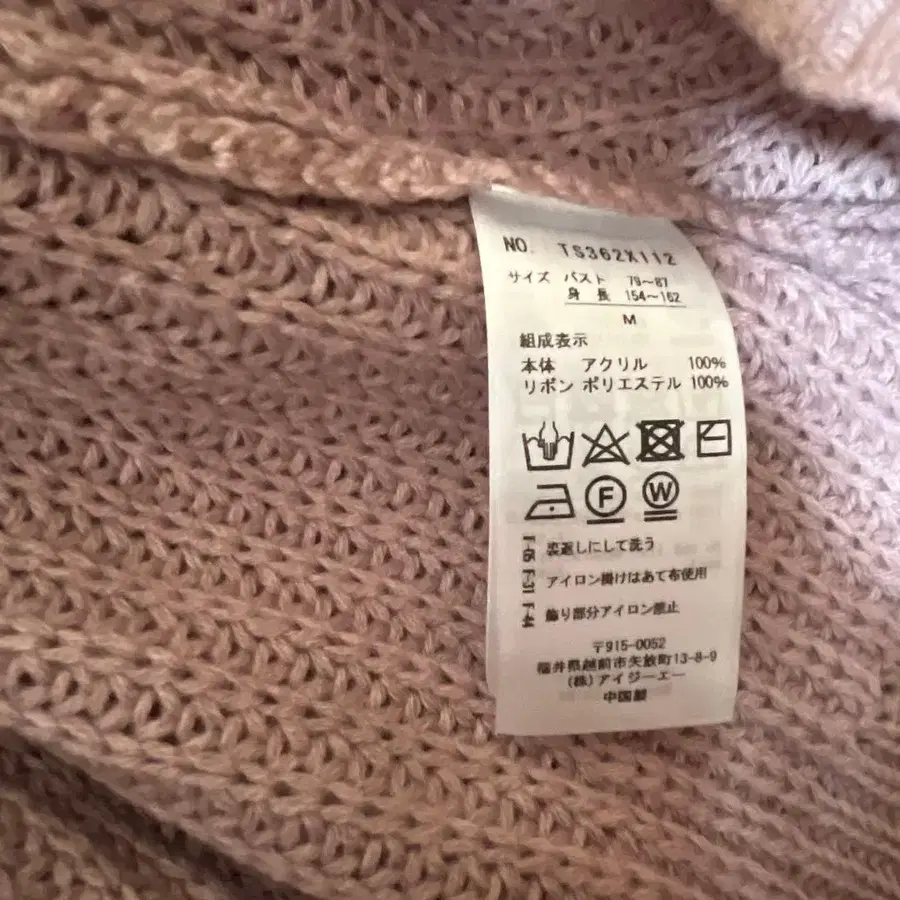 NO. TS362X112
サイズ バスト 79～87
身長 154～162
M
組成表示
本体 アクリル 100%
リボン ポリエステル 100%
F
W
裏返しにして洗う
アイロン掛けはあて布使用
飾り部分アイロン禁止
〒915-0052
福井県越前市矢放町13-8-9
(株)アイジーエー
中国製